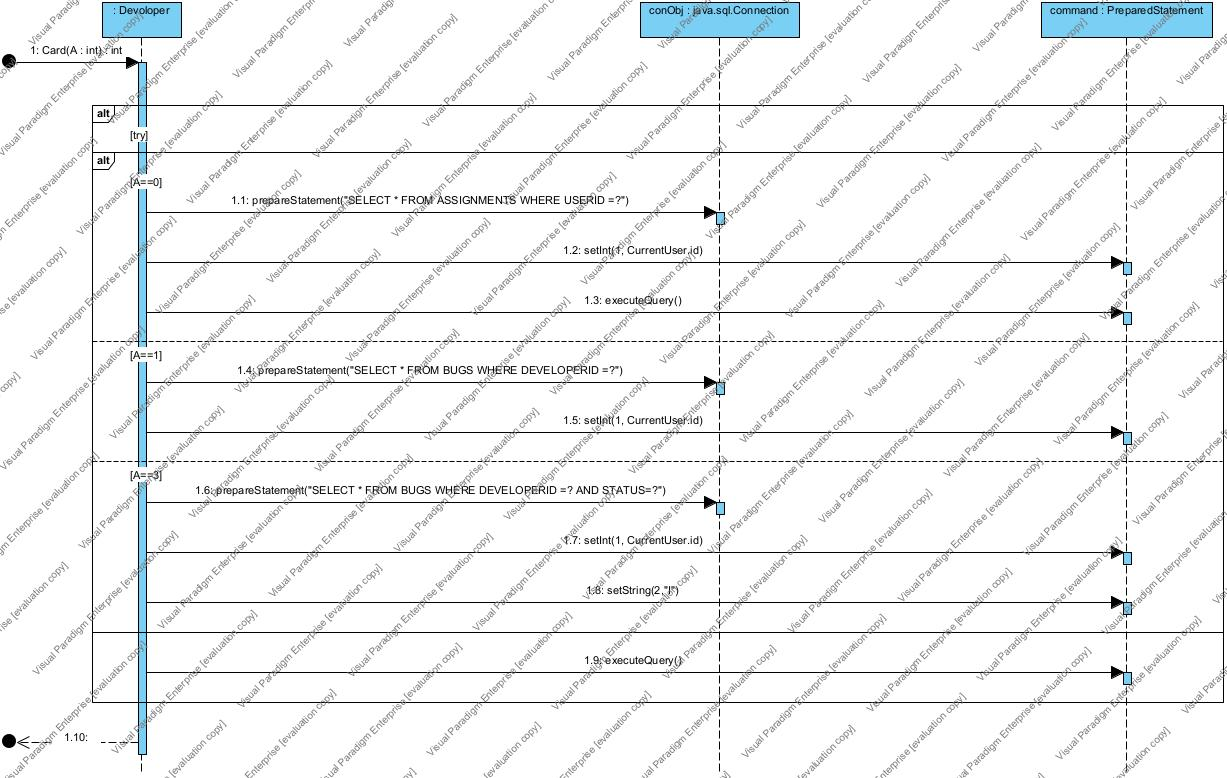 : Devoloper
conObj : java.sql.Connection
command : PreparedStatement
1: Card(A : int) : int
alt
[try]
alt
[A==0]
1.1: prepareStatement("SELECT * FROM ASSIGNMENTS WHERE USERID =?")
1.2: setInt(1, CurrentUser.id)
1.3: executeQuery()
[A==1]
1.4: prepareStatement("SELECT * FROM BUGS WHERE DEVELOPERID =?")
1.5: setInt(1, CurrentUser.id)
[A==3]
1.6: prepareStatement("SELECT * FROM BUGS WHERE DEVELOPERID =? AND STATUS=?")
1.7: setInt(1, CurrentUser.id)
1.8: setString(2,"I")
1.9: executeQuery()
1.10:
Visual Paradigm Enterprise [evaluation copy]